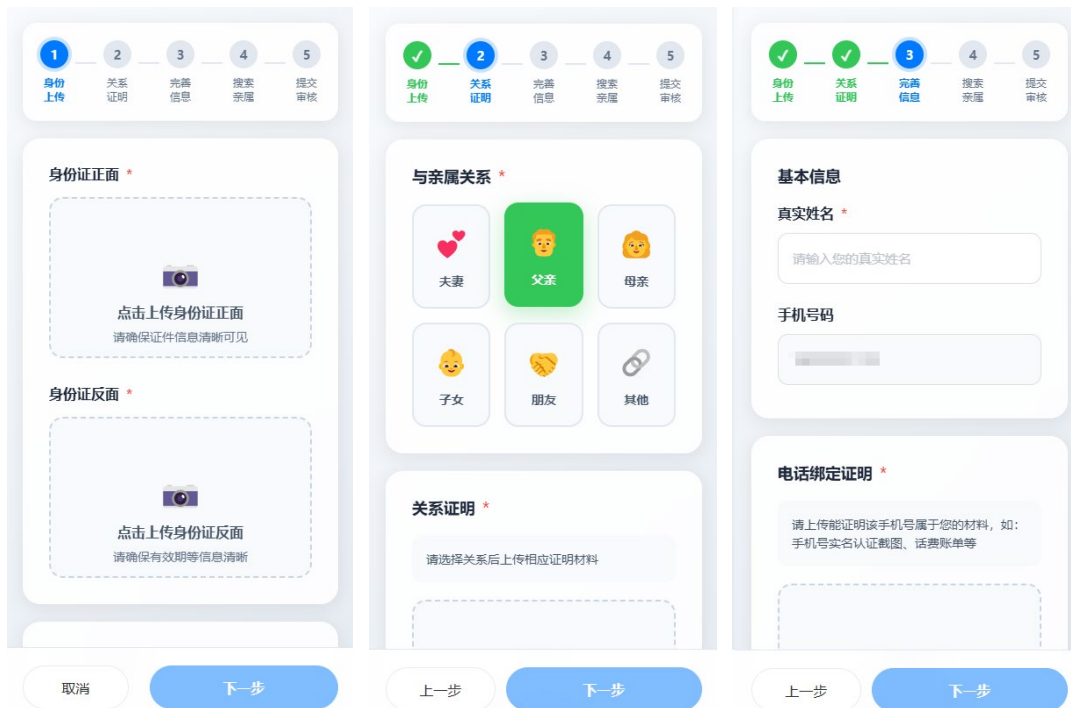 1
2
3
4
5
身份
上传
关系
证明
完善
信息
搜索
亲属
提交
审核
身份证正面 *
点击上传身份证正面
请确保证件信息清晰可见
身份证反面 *
点击上传身份证反面
请确保有效期等信息清晰
取消
下一步
2
3
4
5
身份
上传
关系
证明
完善
信息
搜索
亲属
提交
审核
与亲属关系 *
夫妻
父亲
母亲
子女
朋友
其他
关系证明 *
请选择关系后上传相应证明材料
上一步
下一步
3
4
5
身份
上传
关系
证明
完善
信息
搜索
亲属
提交
审核
基本信息
真实姓名 *
请输入您的真实姓名
手机号码
电话绑定证明 *
请上传能证明该手机号属于您的材料，如：
手机号实名认证截图、话费账单等
上一步
下一步